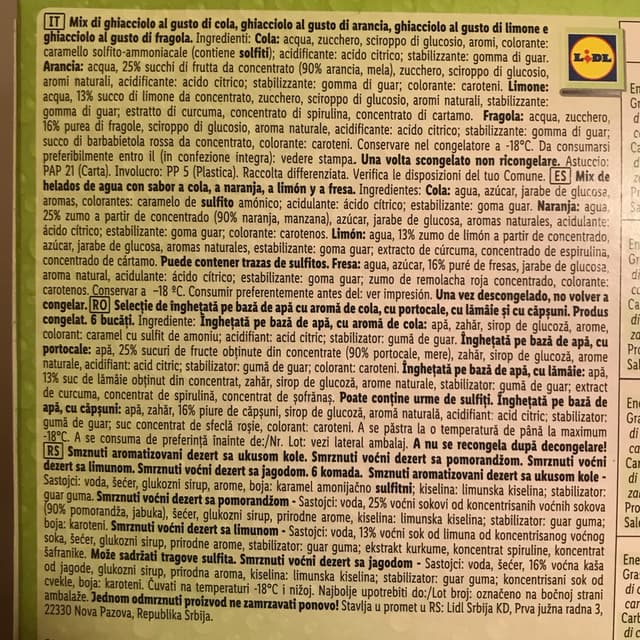 IT Mix di ghiacciolo al gusto di cola, ghiacciolo al gusto di arancia, ghiacciolo al gusto di limone e
ghiacciolo al gusto di fragola. Ingredienti: Cola: acqua, zucchero, sciroppo di glucosio, aromi, colorante:
caramello solfito-ammoniacale (contiene solfiti); acidificante: acido citrico; stabilizzante: gomma di guar.
Arancia: acqua, 25% succhi di frutta da concentrato (90% arancia, mela), zucchero, sciroppo di glucosio,
aromi naturali, acidificante: acido citrico; stabilizzante: gomma di guar; colorante: caroteni. Limone:
acqua, 13% succo di limone da concentrato, zucchero, sciroppo di glucosio, aromi naturali, stabilizzante:
gomma di guar; estratto di curcuma, concentrato di spirulina, concentrato di cartamo. Fragola: acqua, zucchero,
16% purea di fragole, sciroppo di glucosio, aroma naturale, acidificante: acido citrico; stabilizzante: gomma di guar;
succo di barbabietola rossa da concentrato, colorante: caroteni. Conservare nel congelatore a -18°C. Da consumarsi
preferibilmente entro il (in confezione integra): vedere stampa. Una volta scongelato non ricongelare. Astuccio:
PAP 21 (Carta). Involucro: PP 5 (Plastica). Raccolta differenziata. Verifica le disposizioni del tuo Comune. ES Mix de
helados de agua con sabor a cola, a naranja, a limón y a fresa. Ingredientes: Cola: agua, azúcar, jarabe de glucosa,
aromas, colorantes: caramelo de sulfito amónico; acidulante: ácido cítrico; estabilizante: goma guar. Naranja: agua,
25% zumo a partir de concentrado (90% naranja, manzana), azúcar, jarabe de glucosa, aromas naturales, acidulante:
ácido cítrico; estabilizante: goma guar; colorante: carotenos. Limón: agua, 13% zumo de limón a partir de concentrado,
azúcar, jarabe de glucosa, aromas naturales, estabilizante: goma guar; extracto de cúrcuma, concentrado de espirulina,
concentrado de cártamo. Puede contener trazas de sulfitos. Fresa: agua, azúcar, 16% puré de fresas, jarabe de glucosa,
aroma natural, acidulante: ácido cítrico; estabilizante: goma guar; zumo de remolacha roja concentrado, colorante:
carotenos. Conservar a –18 ºC. Consumir preferentemente antes del: ver impresión. Una vez descongelado, no volver a
congelar. RO Selecție de înghețată pe bază de apă cu aromă de cola, cu portocale, cu lămâie și cu căpșuni. Produs
congelat. 6 bucăți. Ingrediente: Înghețată pe bază de apă, cu aromă de cola: apă, zahăr, sirop de glucoză, arome,
colorant: caramel cu sulfit de amoniu; acidifiant: acid citric; stabilizator: gumă de guar. Înghețată pe bază de apă, cu
portocale: apă, 25% sucuri de fructe obținute din concentrate (90% portocale, mere), zahăr, sirop de glucoză, arome
naturale, acidifiant: acid citric; stabilizator: gumă de guar; colorant: caroteni. Înghețată pe bază de apă, cu lămâie: apă,
13% suc de lămâie obținut din concentrat, zahăr, sirop de glucoză, arome naturale, stabilizator: gumă de guar; extract
de curcuma, concentrat de spirulină, concentrat de șofrănaș. Poate conține urme de sulfiți. Înghețată pe bază de
apă, cu căpșuni: apă, zahăr, 16% piure de căpșuni, sirop de glucoză, aromă naturală, acidifiant: acid citric; stabilizator:
gumă de guar; suc concentrat de sfeclă roșie, colorant: caroteni. A se păstra la o temperatură de până la maximum
-18°C. A se consuma de preferință înainte de:/Nr. Lot: vezi lateral ambalaj. A nu se recongela după decongelare!
RS Smrznuti aromatizovani dezert sa ukusom kole. Smrznuti voćni dezert sa pomorandžom. Smrznuti voćni
dezert sa limunom. Smrznuti voćni dezert sa jagodom. 6 komada. Smrznuti aromatizovani dezert sa ukusom kole -
Sastojci: voda, šećer, glukozni sirup, arome, boja: karamel amonijačno sulfitni; kiselina: limunska kiselina; stabilizator:
guar guma. Smrznuti voćni dezert sa pomorandžom - Sastojci: voda, 25% voćni sokovi od koncentrisanih voćnih sokova
(90% pomorandža, jabuka), šećer, glukozni sirup, prirodne arome, kiselina: limunska kiselina; stabilizator: guar guma;
boja: karoteni. Smrznuti voćni dezert sa limunom - Sastojci: voda, 13% voćni sok od limuna od koncentrisanog voćnog
soka, šećer, glukozni sirup, prirodne arome, stabilizator: guar guma; ekstrakt kurkume, koncentrat spiruline, koncentrat
šafranike. Može sadržati tragove sulfita. Smrznuti voćni dezert sa jagodom - Sastojci: voda, šećer, 16% voćna kaša
od jagode, glukozni sirup, prirodna aroma, kiselina: limunska kiselina; stabilizator: guar guma; koncentrisani sok od
cvekle, boja: karoteni. Čuvati na temperaturi -18°C i nižoj. Najbolje upotrebiti do:/Lot broj: označeno na bočnoj strani
ambalaže. Jednom odmrznuti proizvod ne zamrzavati ponovo! Stavlja u promet u RS: Lidl Srbija KD, Prva južna radna 3,
22330 Nova Pazova, Republika Srbija.
LIDL